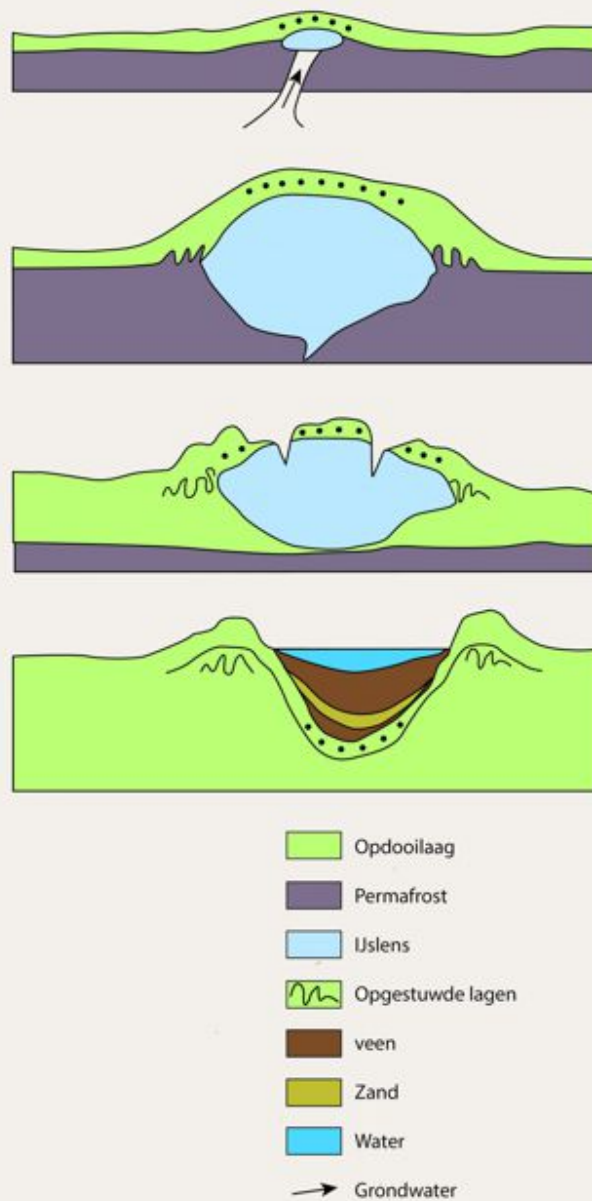 Opdooilaag
Permafrost
IJslens
Opgestuwde lagen
veen
Zand
Water
Grondwater